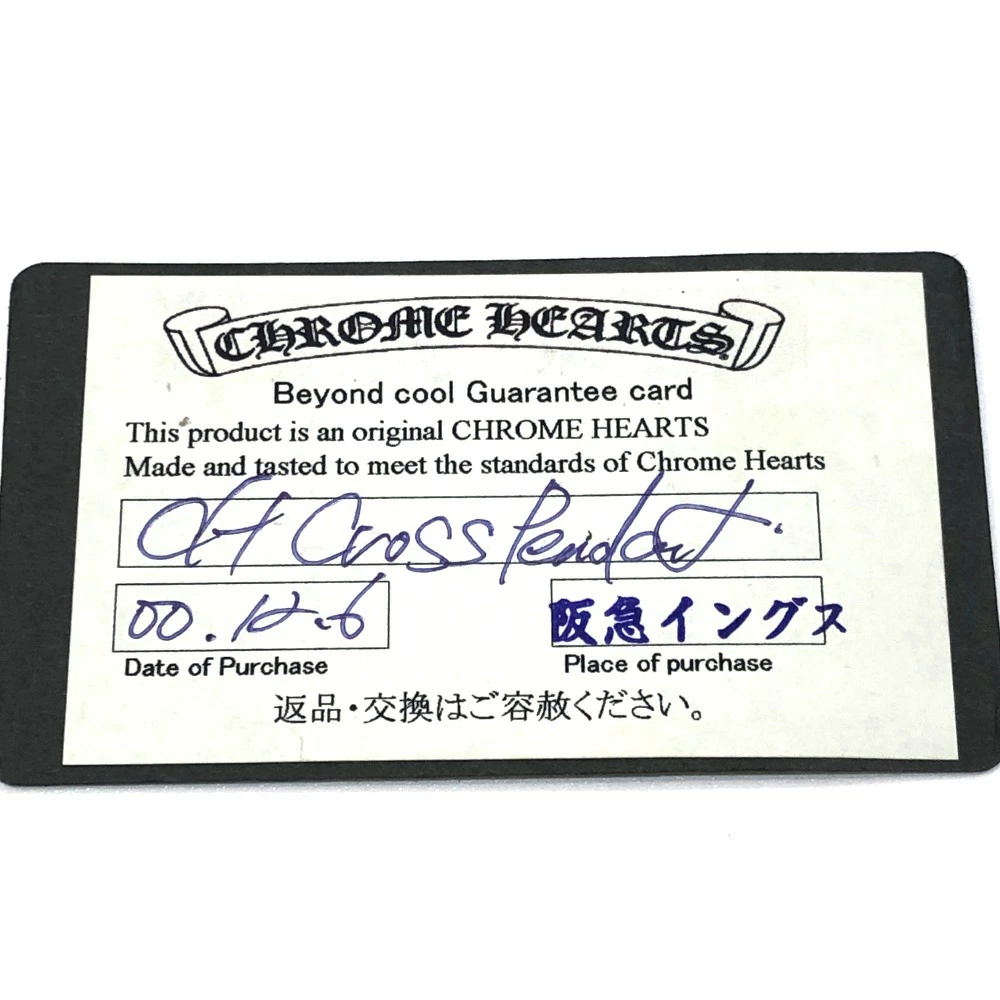 CHROME HEARTS
Beyond cool Guarantee card
This product is an original CHROME HEARTS
Made and tasted to meet the standards of Chrome Hearts
CH Cross Pendant
00.12.6
阪急イングス
Date of Purchase
Place of purchase
返品・交換はご容赦ください。